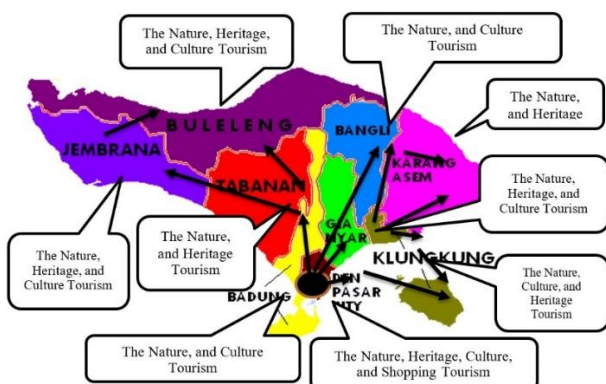 The Nature, Heritage,
and Culture Tourism
The Nature, and Culture
Tourism
The Nature,
and Heritage
BULELENG
BANGLI
JEMBRANA
KARANG
ASEM
TABANAN
The Nature,
Heritage, and
Culture Tourism
The Nature,
and Heritage
Tourism
GIA
NYAR
The Nature,
Heritage, and
Culture Tourism
KLUNGKUNG
BADUNG
DEN
PASAR
The Nature,
Culture, and
Heritage
Tourism
The Nature, and Culture
Tourism
The Nature, Heritage, Culture,
and Shopping Tourism